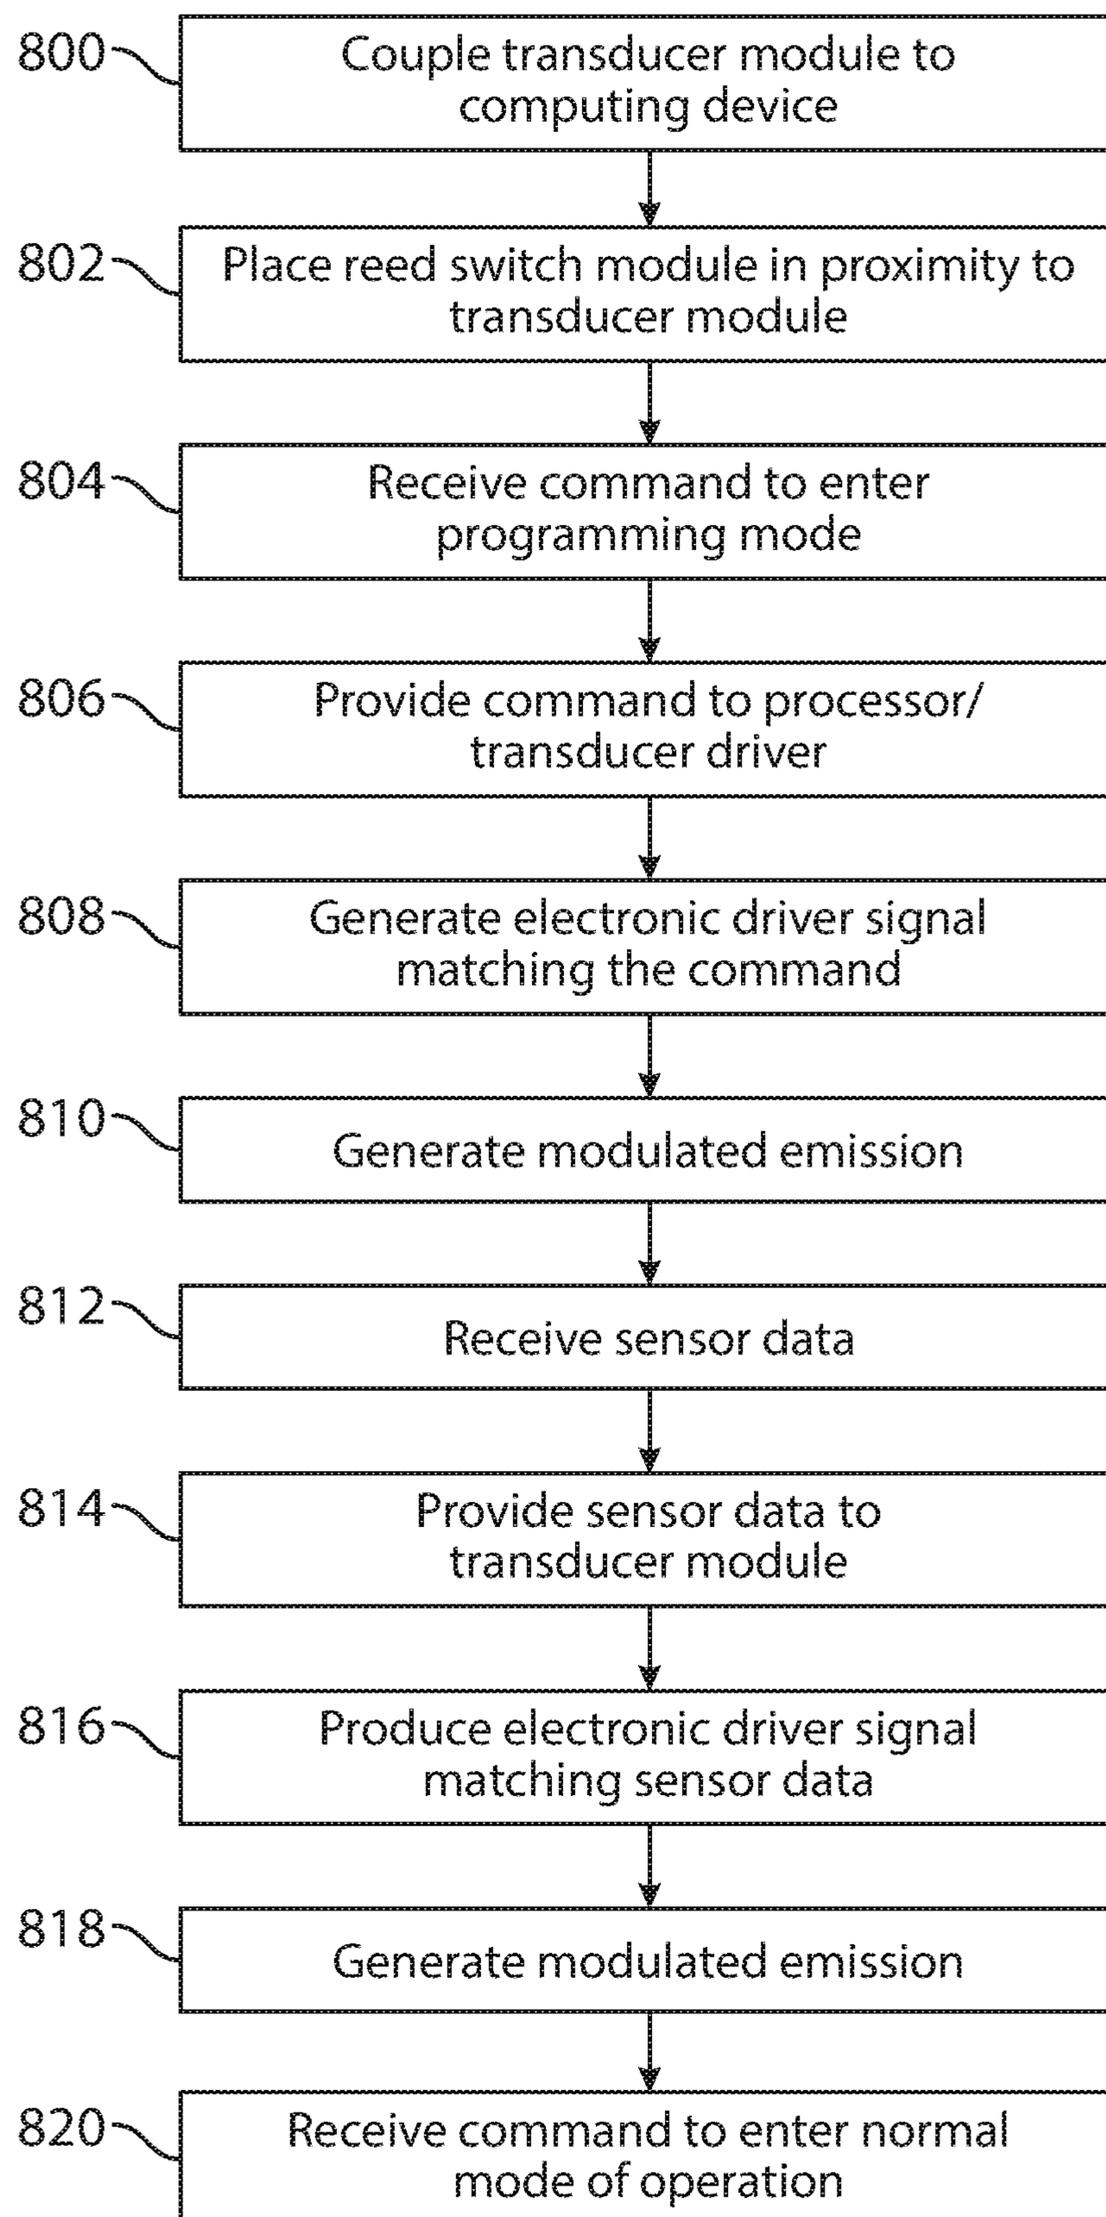 800
Couple transducer module to
computing device
802
Place reed switch module in proximity to
transducer module
804
Receive command to enter
programming mode
806
Provide command to processor/
transducer driver
808
Generate electronic driver signal
matching the command
810
Generate modulated emission
812
Receive sensor data
814
Provide sensor data to
transducer module
816
Produce electronic driver signal
matching sensor data
818
Generate modulated emission
820
Receive command to enter normal
mode of operation